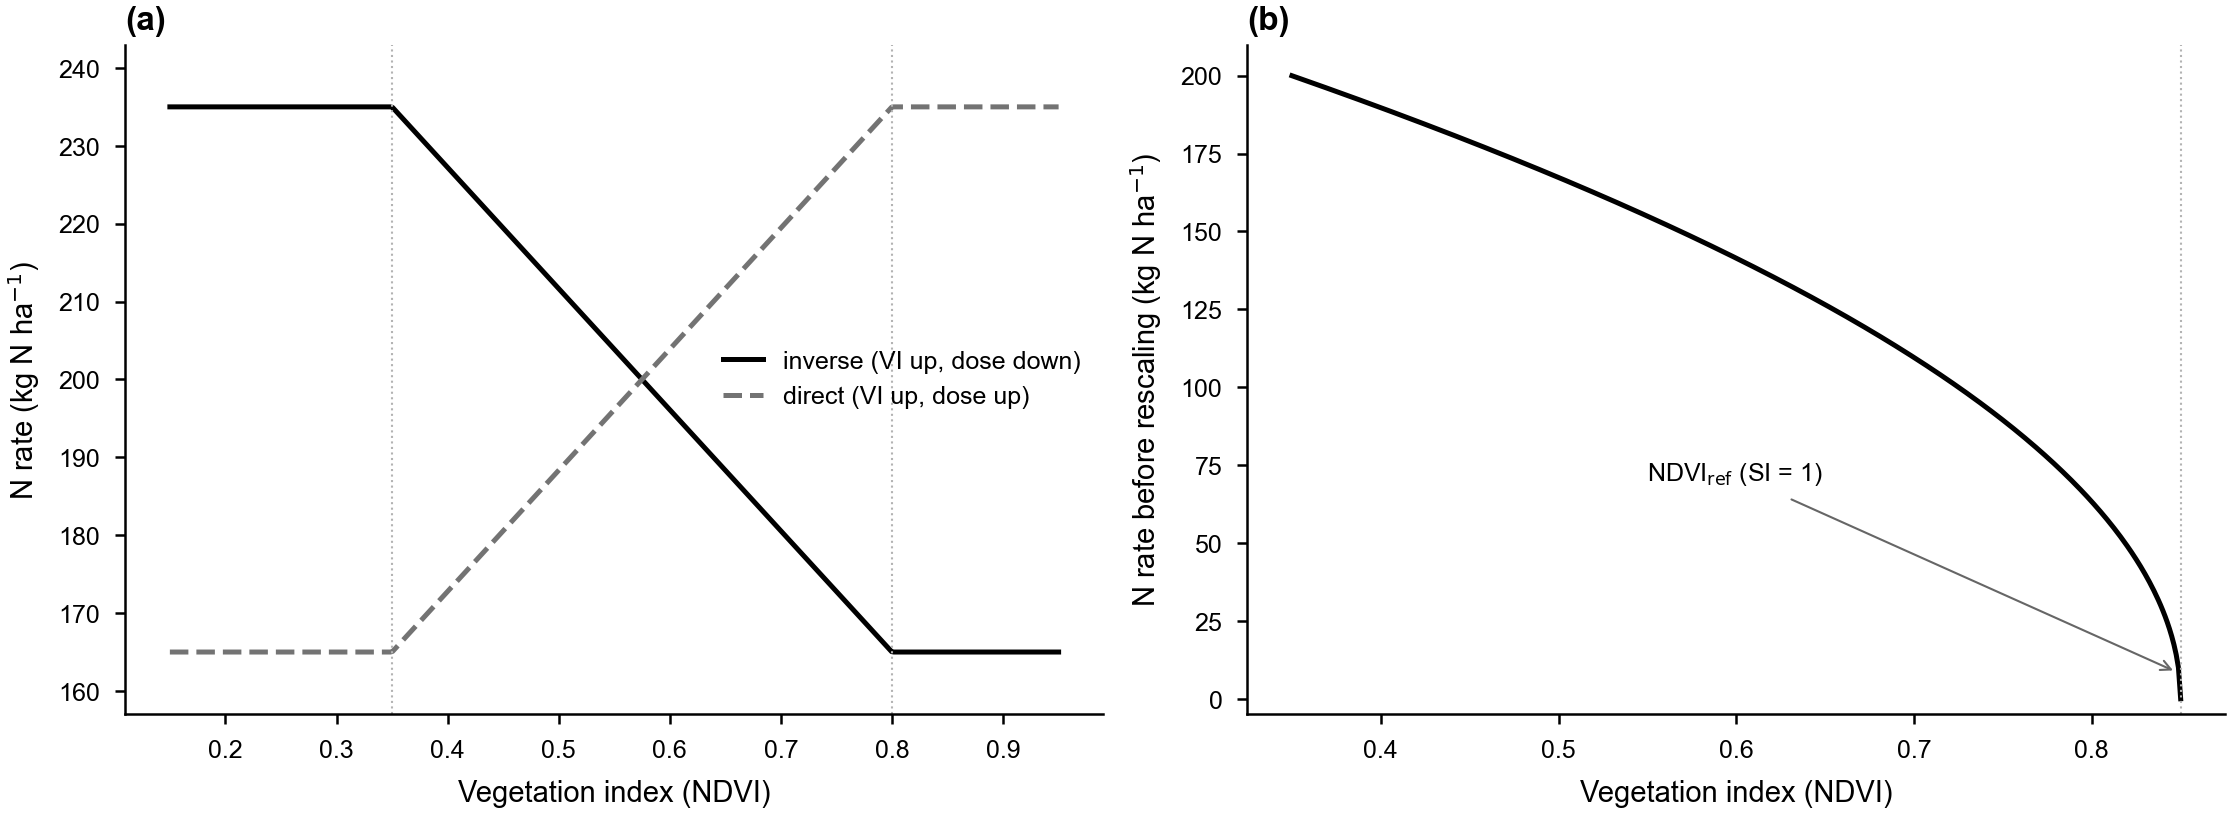 (a)
N rate (kg N ha⁻¹)
240
230
220
210
200
190
180
170
160
inverse (VI up, dose down)
direct (VI up, dose up)
0.2 0.3 0.4 0.5 0.6 0.7 0.8 0.9
Vegetation index (NDVI)
(b)
N rate before rescaling (kg N ha⁻¹)
200
175
150
125
100
75
50
25
0
NDVIref (SI = 1)
0.4 0.5 0.6 0.7 0.8
Vegetation index (NDVI)